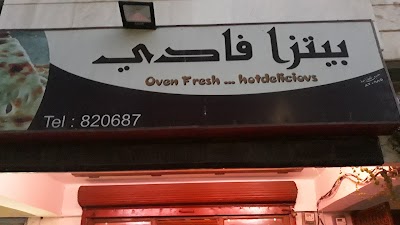 بيتزا فادي
Oven Fresh ... hotdelicious
Tel : 820687